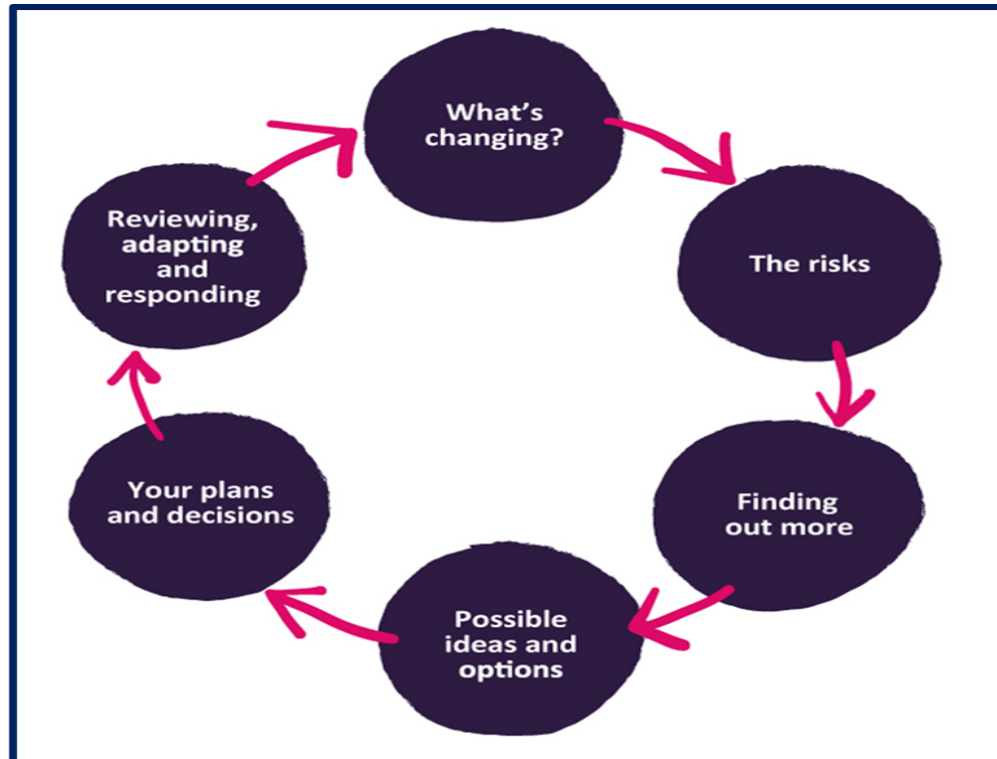 What's
changing?
The risks
Finding
out more
Possible
ideas and
options
Your plans
and decisions
Reviewing,
adapting
and
responding